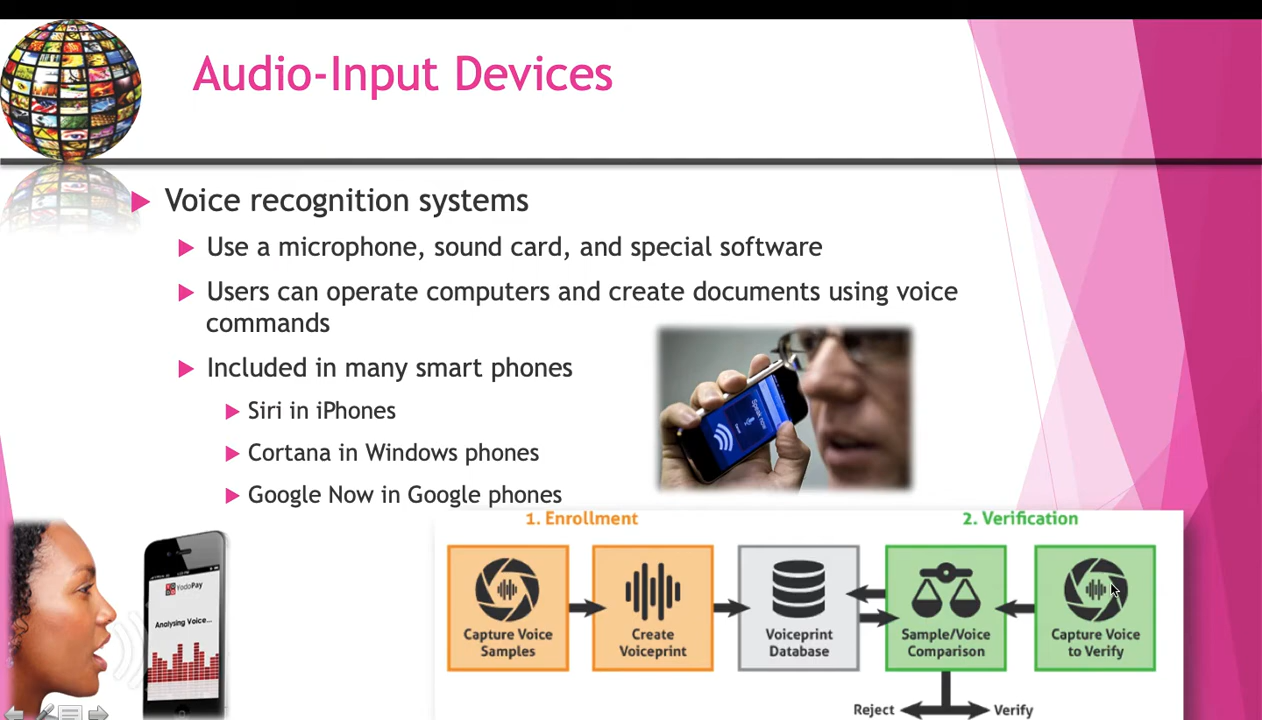 Audio-Input Devices
Voice recognition systems
Use a microphone, sound card, and special software
Users can operate computers and create documents using voice
commands
Included in many smart phones
Siri in iPhones
Cortana in Windows phones
Google Now in Google phones
Speak now
YodoPay
Analysing Voice...
1. Enrollment
2. Verification
Capture Voice
Samples
Create
Voiceprint
Voiceprint
Database
Sample/Voice
Comparison
Capture Voice
to Verify
Reject
Verify